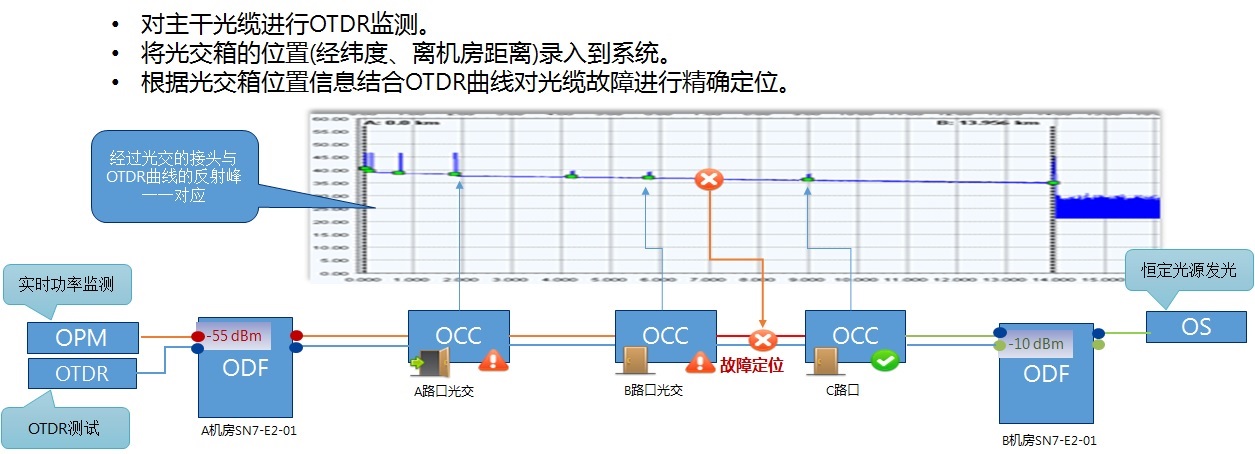 • 对主干光缆进行OTDR监测。
• 将光交箱的位置(经纬度、离机房距离)录入到系统。
• 根据光交箱位置信息结合OTDR曲线对光缆故障进行精确定位。
经过光交的接头与
OTDR曲线的反射峰
一一对应
A: 0.0 km
B: 13.956 km
60.00
55.00
50.00
45.00
40.00
35.00
30.00
25.00
20.00
15.00
10.00
5.00
0.00
0.00 1.000 2.000 3.000 4.000 5.000 6.000 7.000 8.000 9.000 10.000 11.000 12.000 13.000 14.000 15.000
实时功率监测
恒定光源发光
OPM
OTDR
OTDR测试
-55 dBm
ODF
A机房SN7-E2-01
OCC
A路口光交
OCC
B路口光交
故障定位
OCC
C路口
-10 dBm
ODF
B机房SN7-E2-01
OS